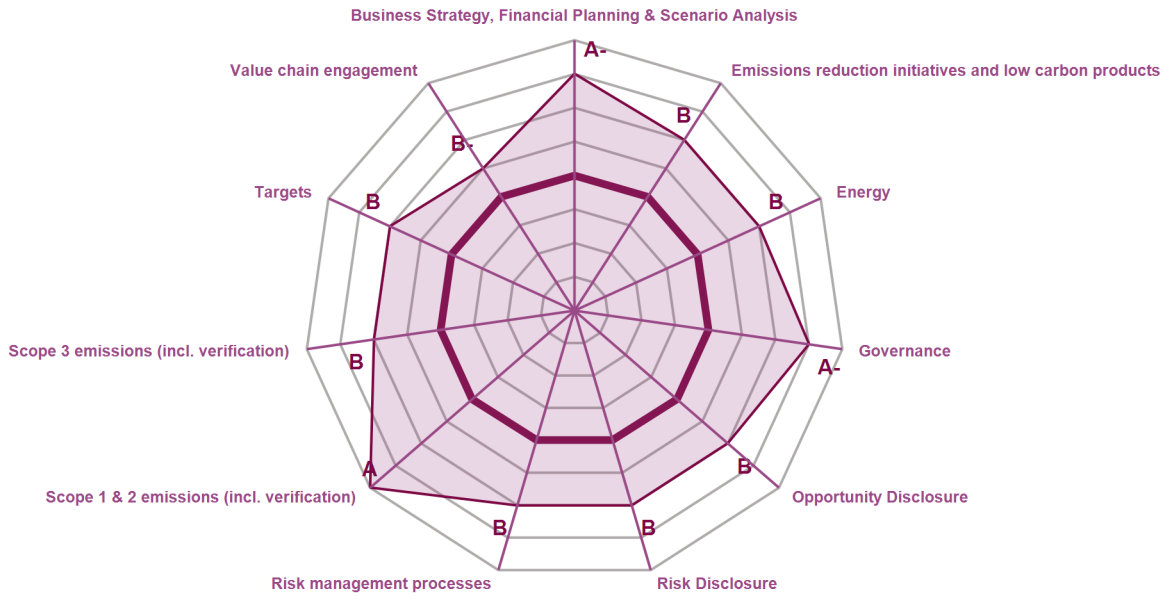 Business Strategy, Financial Planning & Scenario Analysis
A-
Value chain engagement
Emissions reduction initiatives and low carbon products
B
B-
Targets
B
B
Energy
Scope 3 emissions (incl. verification)
B
Governance
A-
A
B
Scope 1 & 2 emissions (incl. verification)
Opportunity Disclosure
B
B
Risk management processes
Risk Disclosure